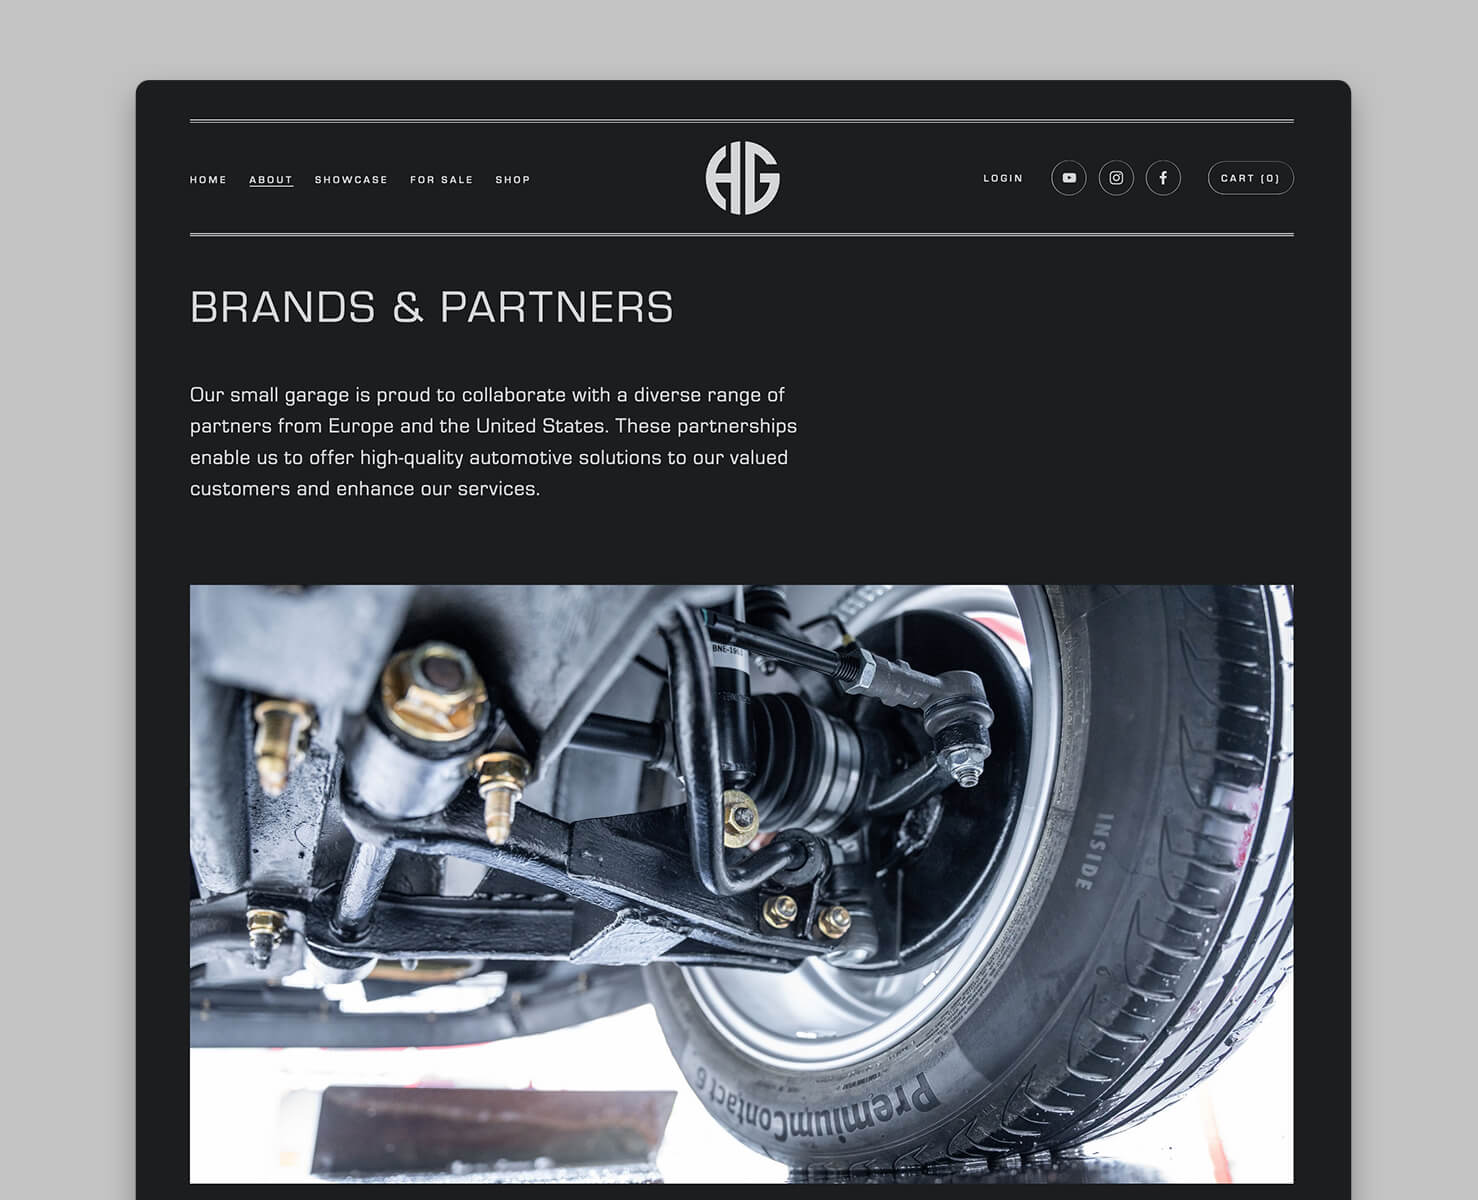 HOME ABOUT SHOWCASE FOR SALE SHOP
HG
LOGIN
CART (0)
BRANDS & PARTNERS
Our small garage is proud to collaborate with a diverse range of
partners from Europe and the United States. These partnerships
enable us to offer high-quality automotive solutions to our valued
customers and enhance our services.
INSIDE
PremiumContact 6